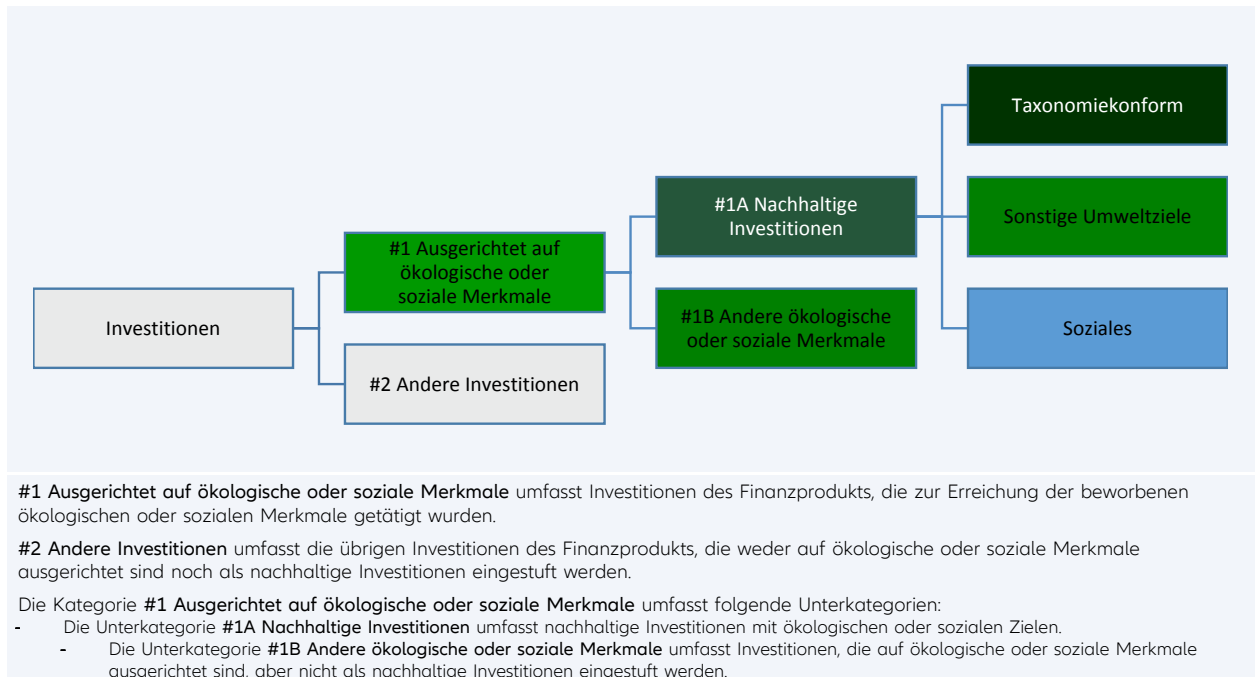 Taxonomiekonform
#1A Nachhaltige
Investitionen
Sonstige Umweltziele
#1 Ausgerichtet auf
ökologische oder
soziale Merkmale
Investitionen
#1B Andere ökologische
oder soziale Merkmale
Soziales
#2 Andere Investitionen
#1 Ausgerichtet auf ökologische oder soziale Merkmale umfasst Investitionen des Finanzprodukts, die zur Erreichung der beworbenen
ökologischen oder sozialen Merkmale getätigt wurden.
#2 Andere Investitionen umfasst die übrigen Investitionen des Finanzprodukts, die weder auf ökologische oder soziale Merkmale
ausgerichtet sind noch als nachhaltige Investitionen eingestuft werden.
Die Kategorie #1 Ausgerichtet auf ökologische oder soziale Merkmale umfasst folgende Unterkategorien:
- Die Unterkategorie #1A Nachhaltige Investitionen umfasst nachhaltige Investitionen mit ökologischen oder sozialen Zielen.
- Die Unterkategorie #1B Andere ökologische oder soziale Merkmale umfasst Investitionen, die auf ökologische oder soziale Merkmale
ausgerichtet sind, aber nicht als nachhaltige Investitionen eingestuft werden.